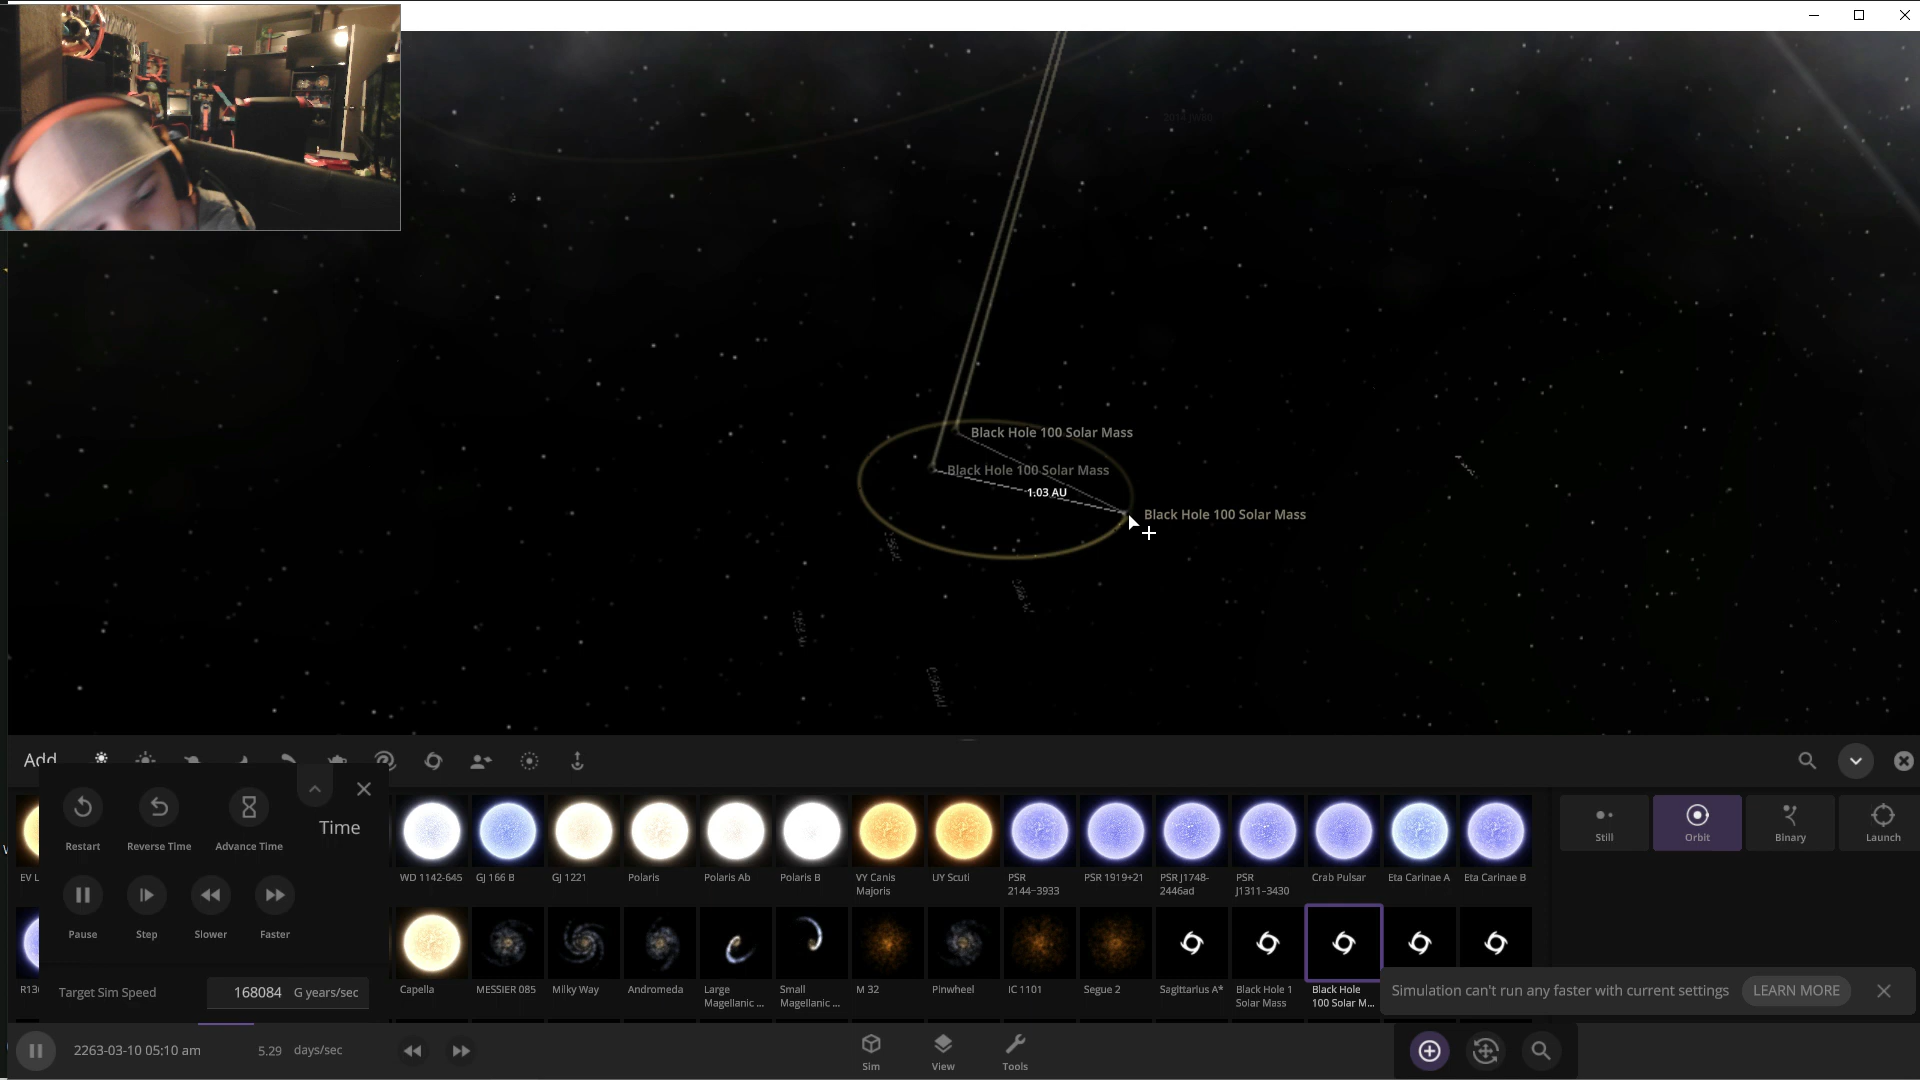 2014 JW80
Black Hole 100 Solar Mass
Black Hole 100 Solar Mass
1.03 AU
Black Hole 100 Solar Mass
Add
Time
Restart
Reverse Time
Advance Time
Pause
Step
Slower
Faster
Target Sim Speed
168084 G years/sec
EV L
WD 1142-645
GJ 166 B
GJ 1221
Polaris
Polaris Ab
Polaris B
VY Canis
Majoris
UY Scuti
PSR
2144−3933
PSR 1919+21
PSR J1748-
2446ad
PSR
J1311−3430
Crab Pulsar
Eta Carinae A
Eta Carinae B
Still
Orbit
Binary
Launch
R13
Capella
MESSIER 085
Milky Way
Andromeda
Large
Magellanic ...
Small
Magellanic ...
M 32
Pinwheel
IC 1101
Segue 2
Sagittarius A*
Black Hole 1
Solar Mass
Black Hole
100 Solar M...
Simulation can't run any faster with current settings
LEARN MORE
2263-03-10 05:10 am
5.29 days/sec
Sim
View
Tools